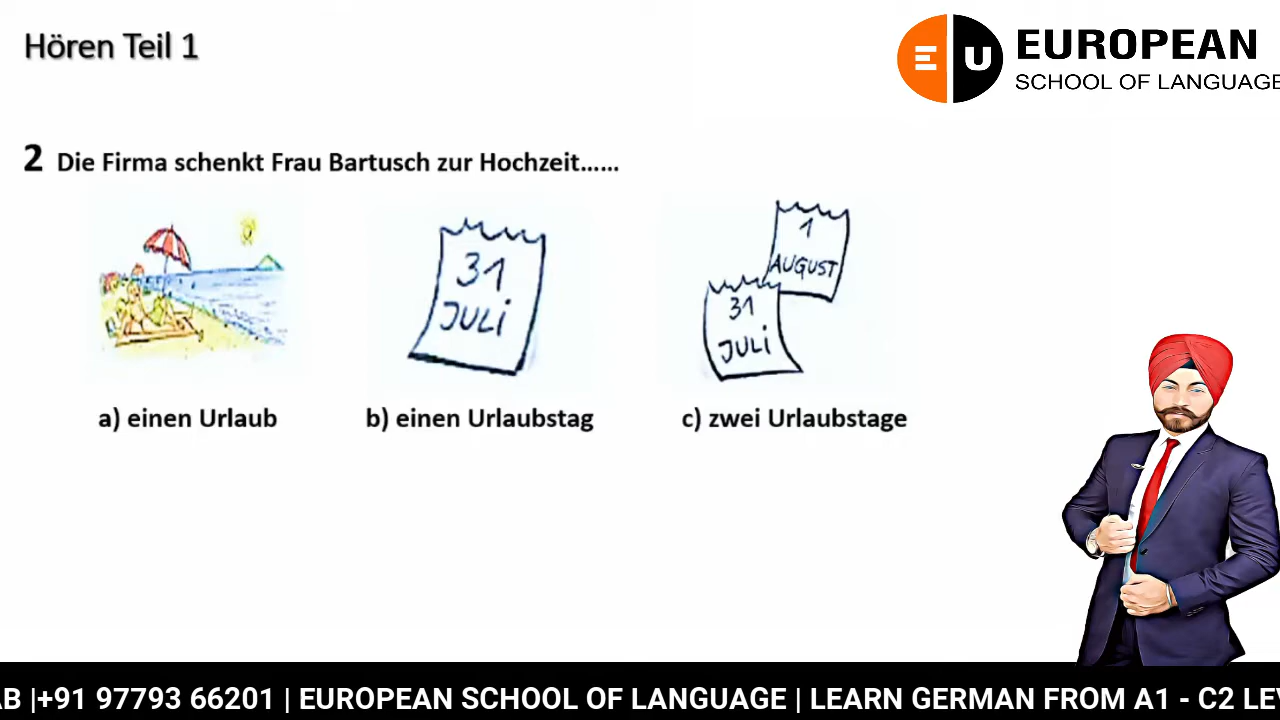 Hören Teil 1
E U EUROPEAN
SCHOOL OF LANGUAGE
2 Die Firma schenkt Frau Bartusch zur Hochzeit......
31
JULi
1
AUGUST
31
JULi
a) einen Urlaub
b) einen Urlaubstag
c) zwei Urlaubstage
AB |+91 97793 66201 | EUROPEAN SCHOOL OF LANGUAGE | LEARN GERMAN FROM A1 - C2 LEV